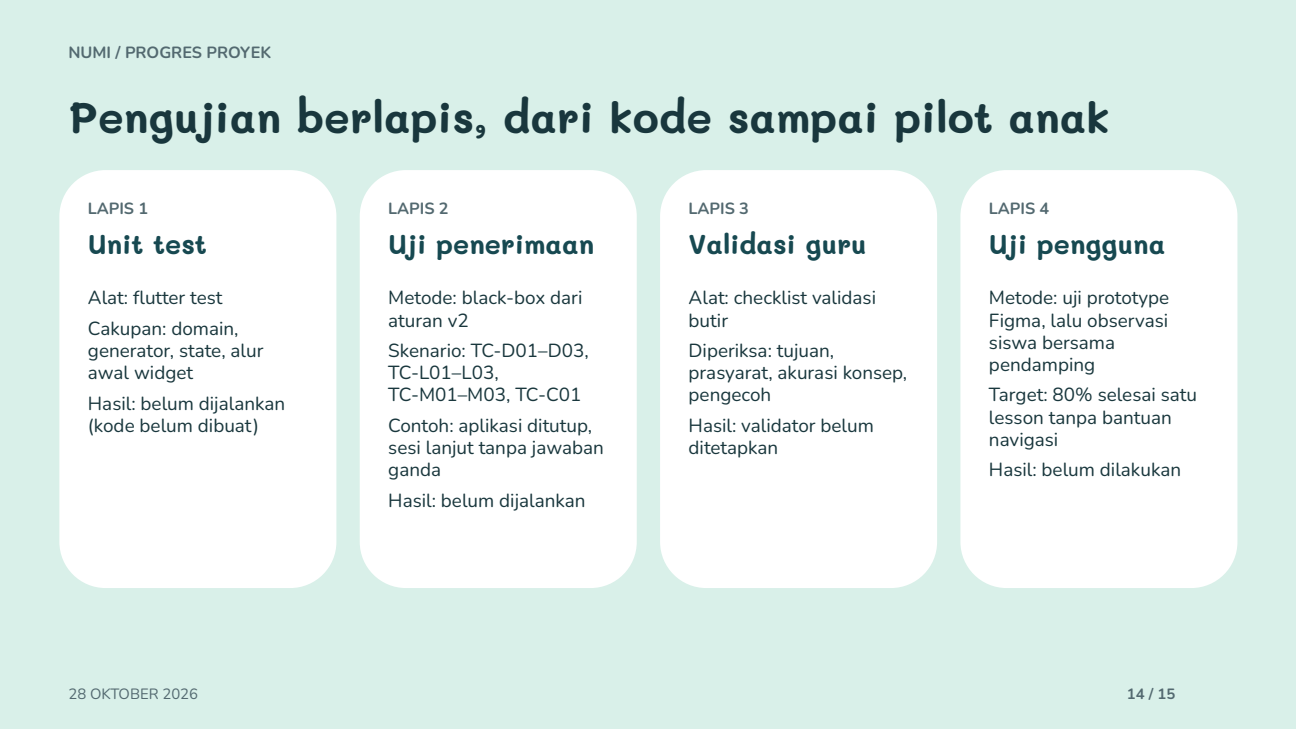 NUMI / PROGRES PROYEK
Pengujian berlapis, dari kode sampai pilot anak
LAPIS 1
Unit test
Alat: flutter test
Cakupan: domain,
generator, state, alur
awal widget
Hasil: belum dijalankan
(kode belum dibuat)
LAPIS 2
Uji penerimaan
Metode: black-box dari
aturan v2
Skenario: TC-D01–D03,
TC-L01–L03,
TC-M01–M03, TC-C01
Contoh: aplikasi ditutup,
sesi lanjut tanpa jawaban
ganda
Hasil: belum dijalankan
LAPIS 3
Validasi guru
Alat: checklist validasi
butir
Diperiksa: tujuan,
prasyarat, akurasi konsep,
pengecoh
Hasil: validator belum
ditetapkan
LAPIS 4
Uji pengguna
Metode: uji prototype
Figma, lalu observasi
siswa bersama
pendamping
Target: 80% selesai satu
lesson tanpa bantuan
navigasi
Hasil: belum dilakukan
28 OKTOBER 2026
14 / 15